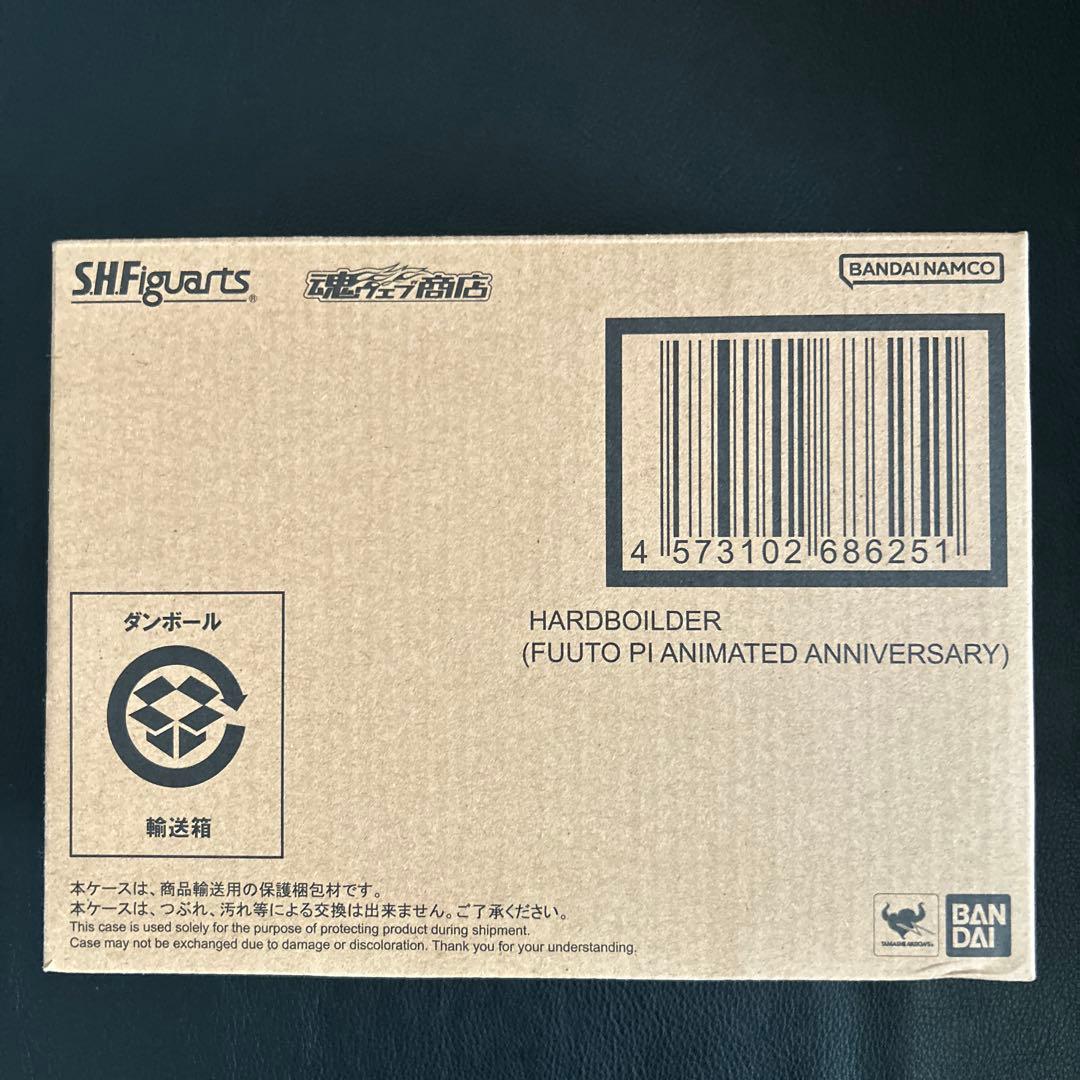 S.H.Figuarts®
魂ウェブ商店
BANDAI NAMCO
4 573102 686251
HARDBOILDER
(FUUTO PI ANIMATED ANNIVERSARY)
ダンボール
輸送箱
本ケースは、商品輸送用の保護梱包材です。
本ケースは、つぶれ、汚れ等による交換は出来ません。ご了承ください。
This case is used solely for the purpose of protecting product during shipment.
Case may not be exchanged due to damage or discoloration. Thank you for your understanding.
TAMASHII NATIONS
BAN
DAI